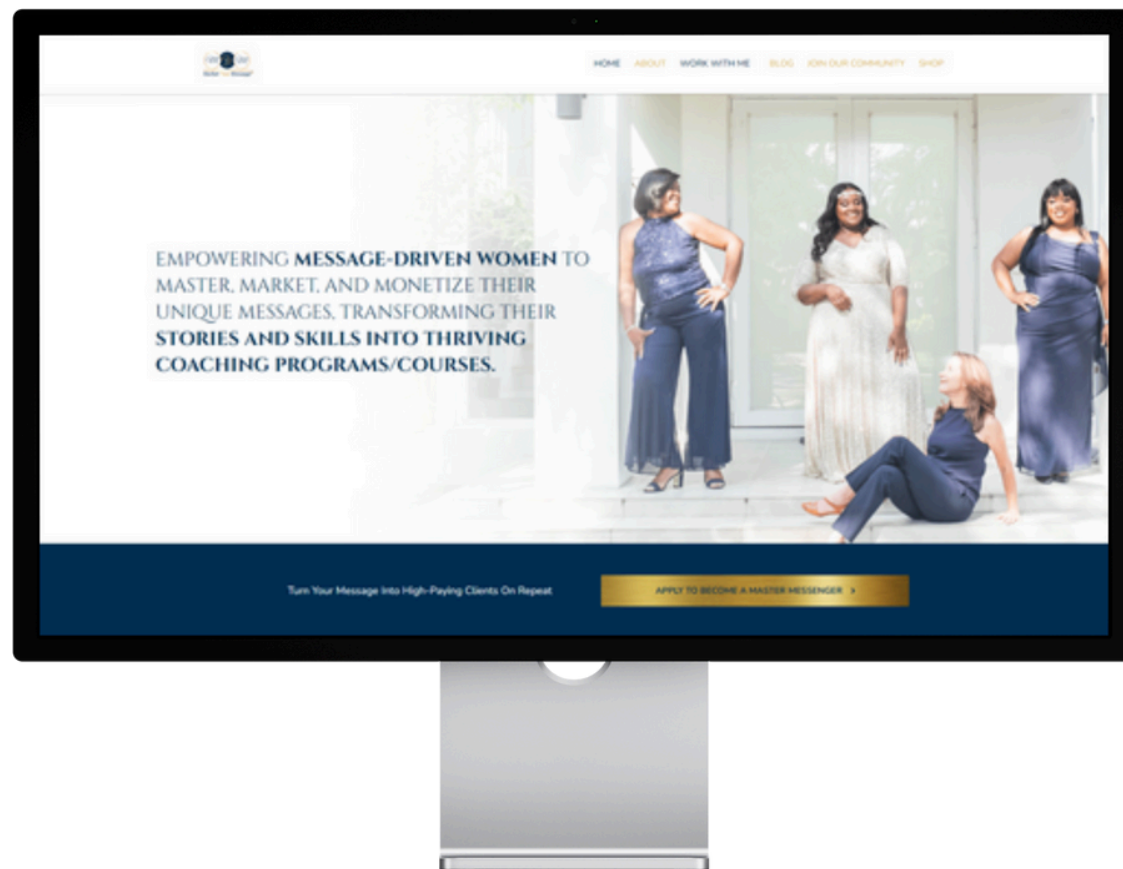 HOME ABOUT WORK WITH ME BLOG JOIN OUR COMMUNITY SHOP
EMPOWERING MESSAGE-DRIVEN WOMEN TO
MASTER, MARKET, AND MONETIZE THEIR
UNIQUE MESSAGES, TRANSFORMING THEIR
STORIES AND SKILLS INTO THRIVING
COACHING PROGRAMS/COURSES.
Turn Your Message Into High-Paying Clients On Repeat
APPLY TO BECOME A MASTER MESSENGER >